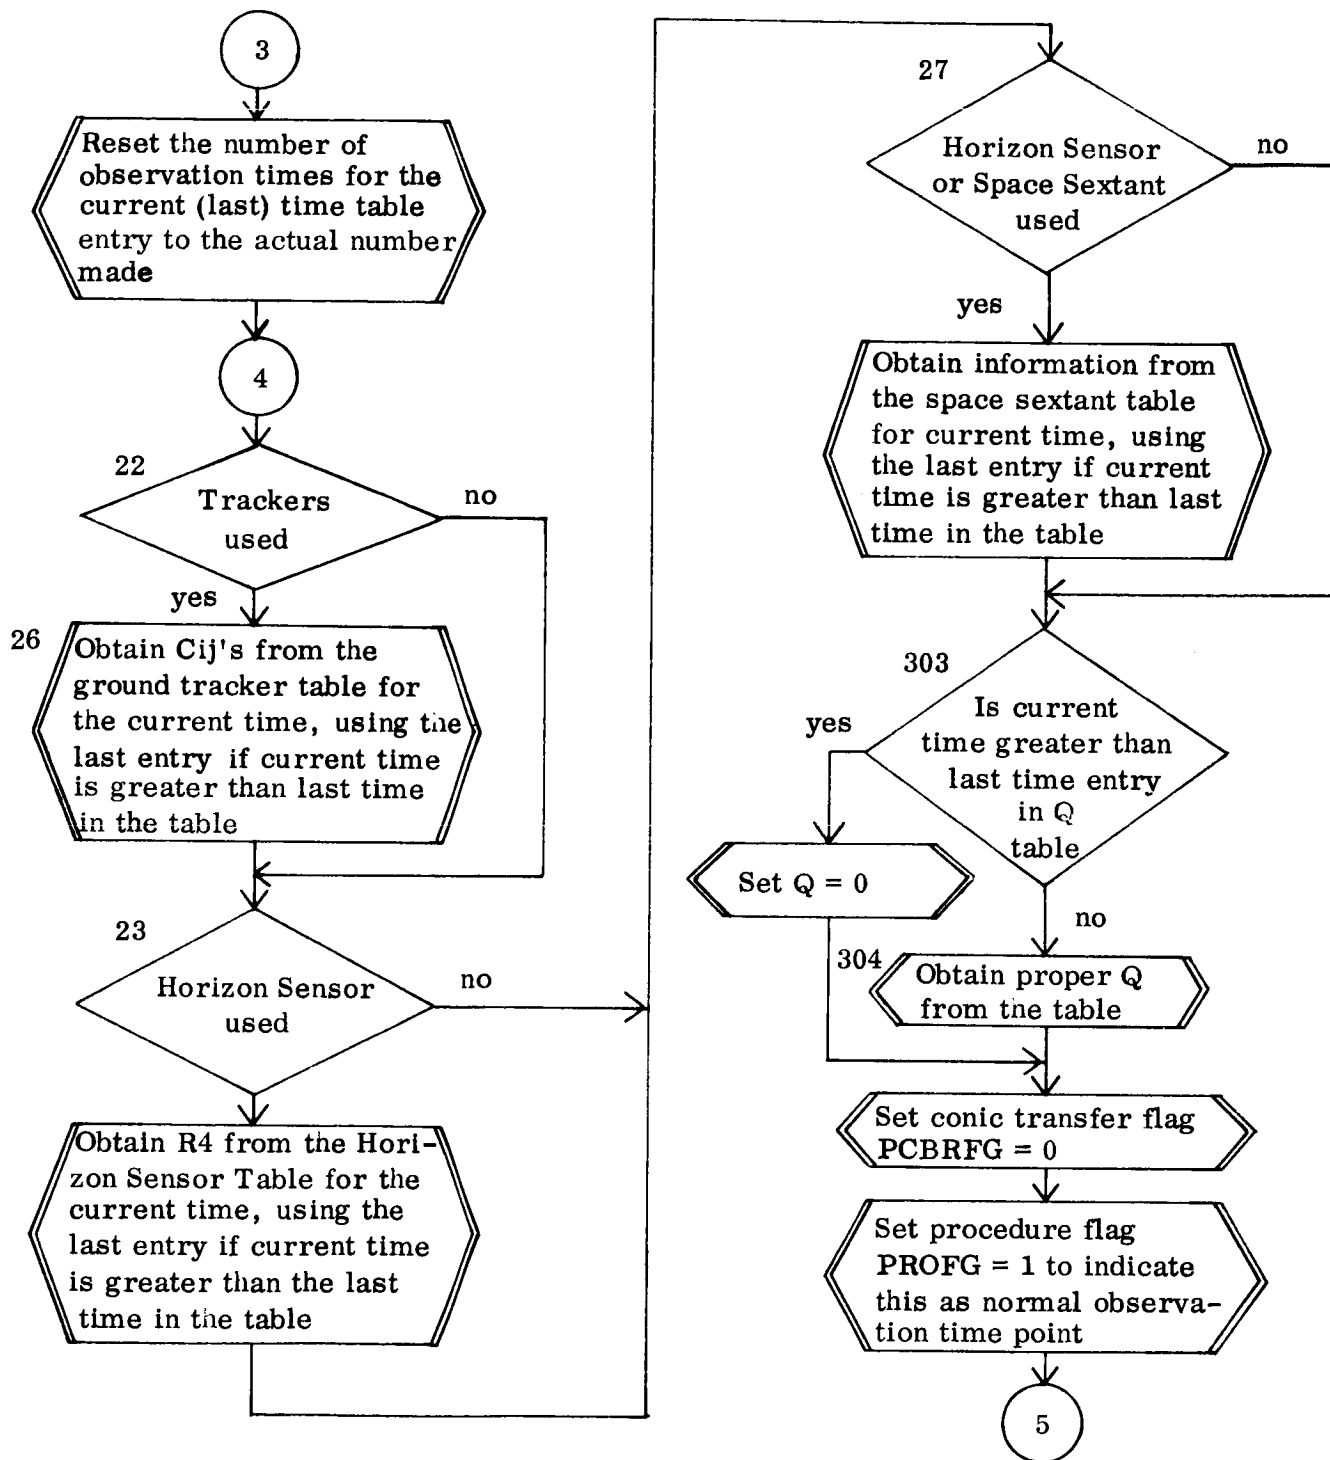 3
Reset the number of
observation times for the
current (last) time table
entry to the actual number
made
4
22
Trackers
used
no
yes
26
Obtain Cij's from the
ground tracker table for
the current time, using the
last entry if current time
is greater than last time
in the table
23
Horizon Sensor
used
no
Obtain R4 from the Hori-
zon Sensor Table for the
current time, using the
last entry if current time
is greater than the last
time in the table
27
Horizon Sensor
or Space Sextant
used
no
yes
Obtain information from
the space sextant table
for current time, using
the last entry if current
time is greater than last
time in the table
303
Is current
time greater than
last time entry
in Q
table
yes
Set Q = 0
no
304
Obtain proper Q
from the table
Set conic transfer flag
PCBRFG = 0
Set procedure flag
PROFG = 1 to indicate
this as normal observa-
tion time point
5